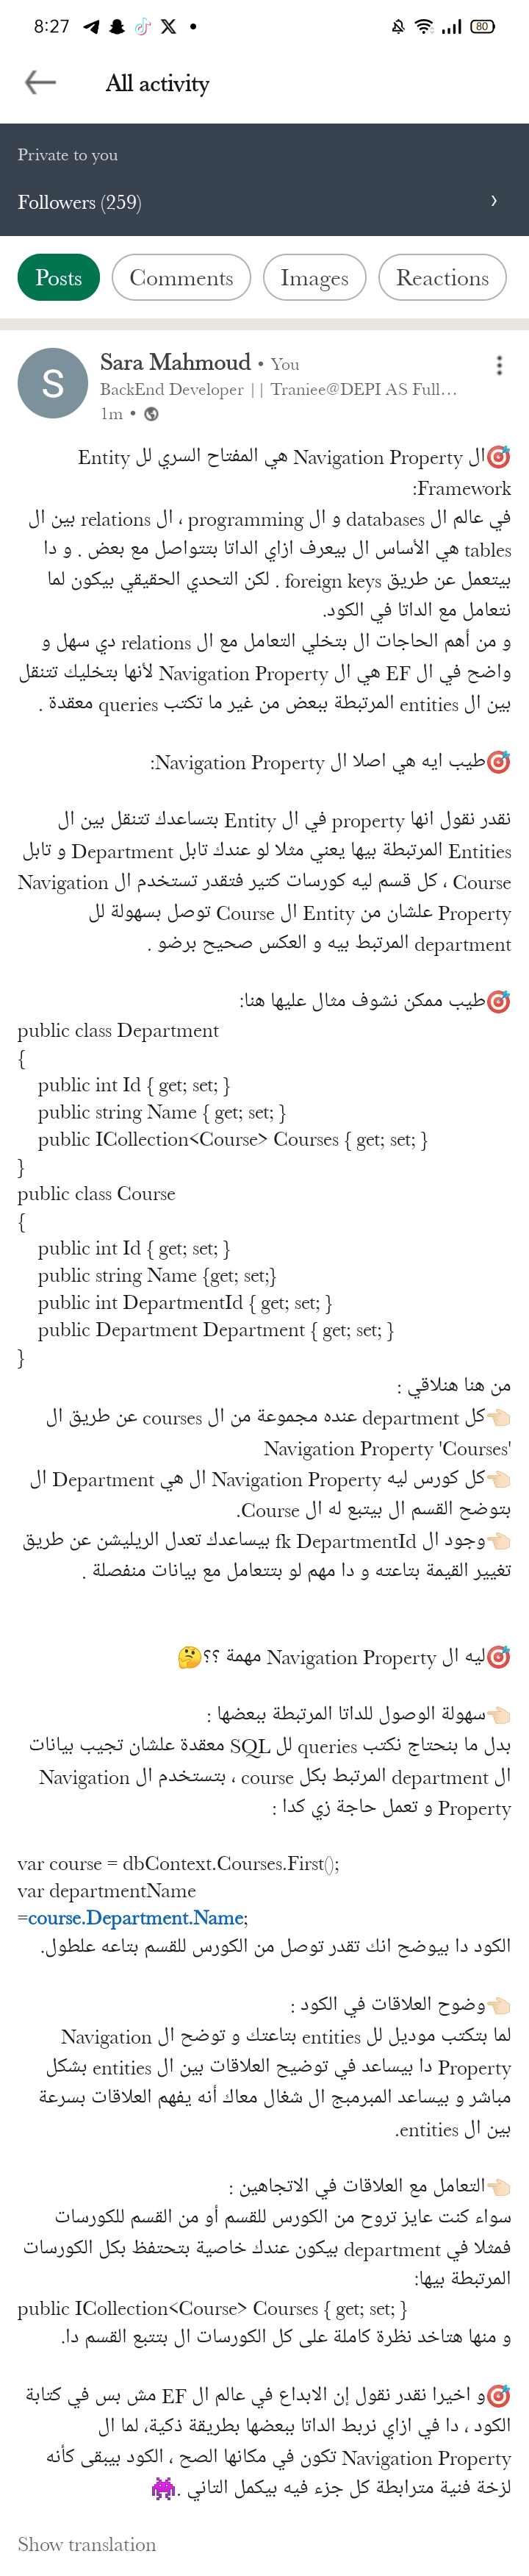 8:27
80
All activity
Private to you
Followers (259)
Posts Comments Images Reactions
S
Sara Mahmoud • You
BackEnd Developer || Traniee@DEPI AS Full…
1m •
🎯ال Navigation Property هي المفتاح السري لل Entity
Framework:
في عالم ال databases و ال programming ، ال relations بين ال
tables هي الأساس ال بيعرف ازاي الداتا بتتواصل مع بعض . و دا
بيتعمل عن طريق foreign keys . لكن التحدي الحقيقي بيكون لما
نتعامل مع الداتا في الكود.
و من أهم الحاجات ال بتخلي التعامل مع ال relations دي سهل و
واضح في ال EF هي ال Navigation Property لأنها بتخليك تتنقل
بين ال entities المرتبطة ببعض من غير ما تكتب queries معقدة .
🎯طيب ايه هي اصلا ال Navigation Property:
نقدر نقول انها property في ال Entity بتساعدك تتنقل بين ال
Entities المرتبطة بيها يعني مثلا لو عندك تابل Department و تابل
Course ، كل قسم ليه كورسات كتير فتقدر تستخدم ال Navigation
Property علشان من Entity ال Course توصل بسهولة لل
department المرتبط بيه و العكس صحيح برضو .
🎯طيب ممكن نشوف مثال عليها هنا:
public class Department
{
public int Id { get; set; }
public string Name { get; set; }
public ICollection<Course> Courses { get; set; }
}
public class Course
{
public int Id { get; set; }
public string Name {get; set;}
public int DepartmentId { get; set; }
public Department Department { get; set; }
}
من هنا هنلاقي :
👈🏻كل department عنده مجموعة من ال courses عن طريق ال
Navigation Property 'Courses'
👈🏻كل كورس ليه Navigation Property ال هي Department ال
بتوضح القسم ال بيتبع له ال Course.
👈🏻وجود ال fk DepartmentId بيساعدك تعدل الريليشن عن طريق
تغيير القيمة بتاعته و دا مهم لو بتتعامل مع بيانات منفصلة .
🎯ليه ال Navigation Property مهمة ؟؟🤔
👈🏻سهولة الوصول للداتا المرتبطة ببعضها :
بدل ما بنحتاج نكتب queries لل SQL معقدة علشان تجيب بيانات
ال department المرتبط بكل course ، بتستخدم ال Navigation
Property و تعمل حاجة زي كدا :
var course = dbContext.Courses.First();
var departmentName
=course.Department.Name;
الكود دا بيوضح انك تقدر توصل من الكورس للقسم بتاعه علطول.
👈🏻وضوح العلاقات في الكود :
لما بتكتب موديل لل entities بتاعتك و توضح ال Navigation
Property دا بيساعد في توضيح العلاقات بين ال entities بشكل
مباشر و بيساعد المبرمبج ال شغال معاك أنه يفهم العلاقات بسرعة
بين ال entities.
👈🏻التعامل مع العلاقات في الاتجاهين :
سواء كنت عايز تروح من الكورس للقسم أو من القسم للكورسات
فمثلا في department بيكون عندك خاصية بتحتفظ بكل الكورسات
المرتبطة بيها:
public ICollection<Course> Courses { get; set; }
و منها هتاخد نظرة كاملة على كل الكورسات ال بتتبع القسم دا.
🎯و اخيرا نقدر نقول إن الابداع في عالم ال EF مش بس في كتابة
الكود ، دا في ازاي نربط الداتا ببعضها بطريقة ذكية، لما ال
Navigation Property تكون في مكانها الصح ، الكود بيبقى كأنه
لزخة فنية مترابطة كل جزء فيه بيكمل التاني .👾
Show translation